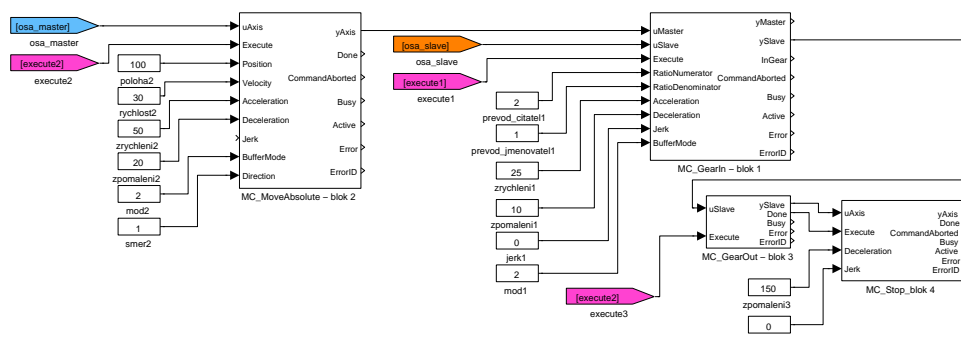 [osa_master]
osa_master
[execute2]
execute2
100
poloha2
30
rychlost2
50
zrychleni2
20
zpomaleni2
2
mod2
1
smer2
uAxis
Execute
Position
Velocity
Acceleration
Deceleration
Jerk
BufferMode
Direction
yAxis
Done
CommandAborted
Busy
Active
Error
ErrorID
MC_MoveAbsolute – blok 2
[osa_slave]
osa_slave
[execute1]
execute1
2
prevod_citatel1
1
prevod_jmenovatel1
25
zrychleni1
10
zpomaleni1
0
jerk1
2
mod1
uMaster
uSlave
Execute
RatioNumerator
RatioDenominator
Acceleration
Deceleration
Jerk
BufferMode
yMaster
ySlave
InGear
CommandAborted
Busy
Active
Error
ErrorID
MC_GearIn – blok 1
[execute2]
execute3
uSlave
Execute
ySlave
Done
Busy
Error
ErrorID
MC_GearOut – blok 3
150
zpomaleni3
0
uAxis
Execute
Deceleration
Jerk
yAxis
Done
CommandAborted
Busy
Active
Error
ErrorID
MC_Stop_blok 4